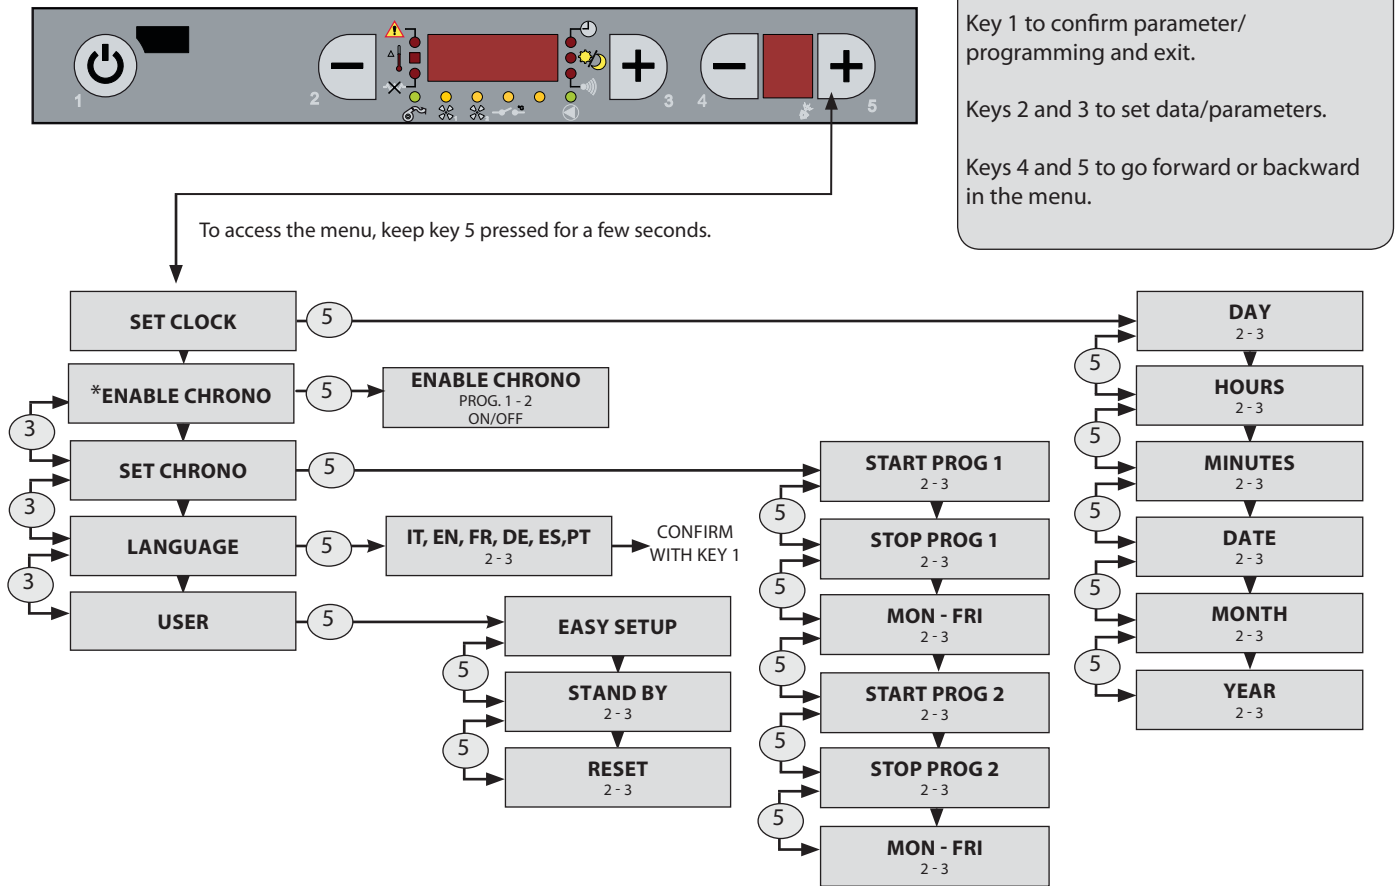 Key 1 to confirm parameter/
programming and exit.
Keys 2 and 3 to set data/parameters.
Keys 4 and 5 to go forward or backward
in the menu.
1
2
3
4
5
To access the menu, keep key 5 pressed for a few seconds.
SET CLOCK
5
*ENABLE CHRONO
5
ENABLE CHRONO
PROG. 1 - 2
ON/OFF
3
SET CHRONO
5
3
LANGUAGE
5
IT, EN, FR, DE, ES,PT
2 - 3
CONFIRM
WITH KEY 1
3
USER
5
EASY SETUP
5
STAND BY
2 - 3
5
RESET
2 - 3
START PROG 1
2 - 3
5
STOP PROG 1
2 - 3
5
MON - FRI
2 - 3
5
START PROG 2
2 - 3
5
STOP PROG 2
2 - 3
5
MON - FRI
2 - 3
DAY
2 - 3
5
HOURS
2 - 3
5
MINUTES
2 - 3
5
DATE
2 - 3
5
MONTH
2 - 3
5
YEAR
2 - 3